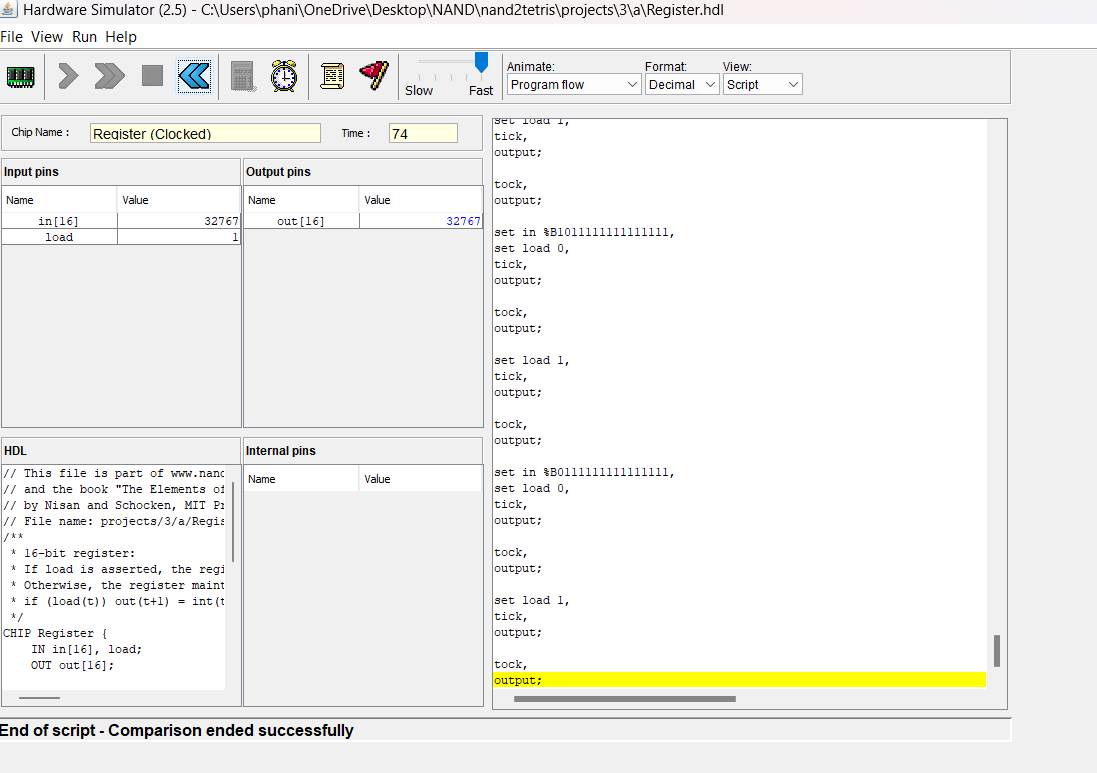 Hardware Simulator (2.5) - C:\Users\phani\OneDrive\Desktop\NAND\nand2tetris\projects\3\a\Register.hdl
File View Run Help
Slow Fast
Animate: Format: View:
Program flow Decimal Script
Chip Name : Register (Clocked) Time : 74
Input pins
Name Value
in[16] 32767
load 1
Output pins
Name Value
out[16] 32767
HDL
// This file is part of www.nand
// and the book "The Elements of
// by Nisan and Schocken, MIT Pr
// File name: projects/3/a/Regis
/**
* 16-bit register:
* If load is asserted, the regi
* Otherwise, the register maint
* if (load(t)) out(t+1) = int(t
*/
CHIP Register {
IN in[16], load;
OUT out[16];
Internal pins
Name Value
set load 1,
tick,
output;
tock,
output;
set in %B1011111111111111,
set load 0,
tick,
output;
tock,
output;
set load 1,
tick,
output;
tock,
output;
set in %B0111111111111111,
set load 0,
tick,
output;
tock,
output;
set load 1,
tick,
output;
tock,
output;
End of script - Comparison ended successfully